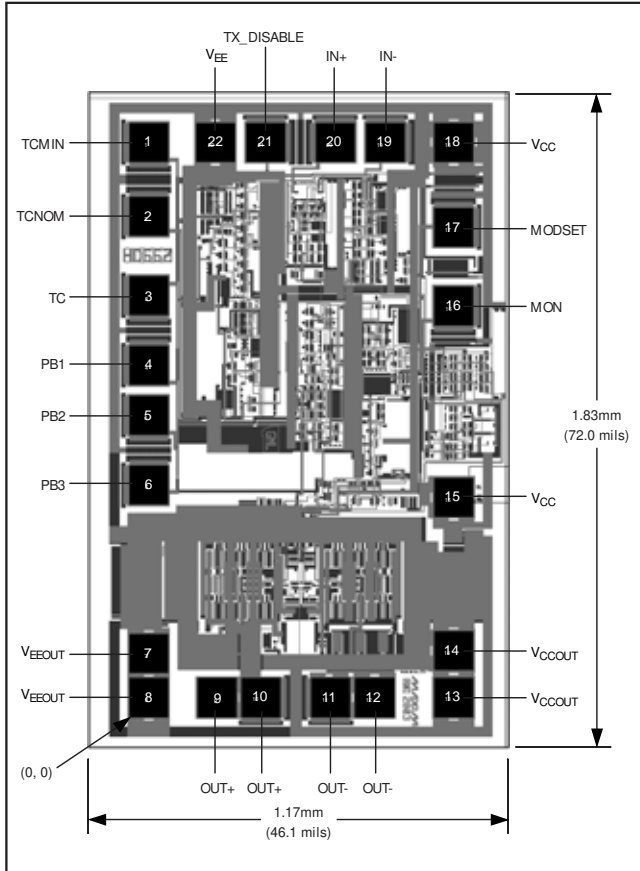 TX_DISABLE
VEE
IN+
IN-
TCMIN
1
22
21
20
19
18
VCC
TCNOM
2
17
MODSET
TC
3
16
MON
PB1
4
PB2
5
1.83mm
(72.0 mils)
PB3
6
15
VCC
VEEOUT
7
14
VCCOUT
VEEOUT
8
9
10
11
12
13
VCCOUT
(0, 0)
OUT+
OUT+
OUT-
OUT-
1.17mm
(46.1 mils)